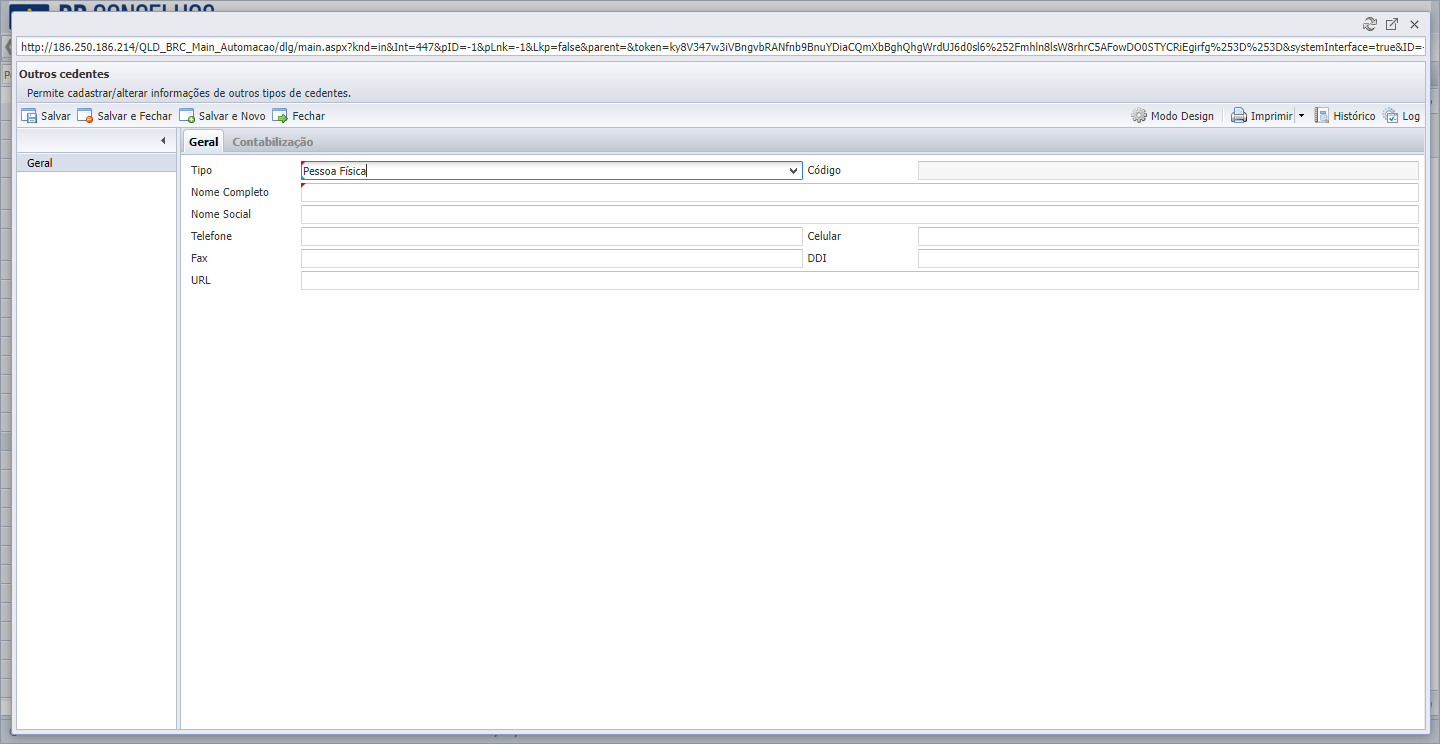 http://186.250.186.214/QLD_BRC_Main_Automacao/dlg/main.aspx?knd=in&Int=447&pID=-1&pLnk=-1&Lkp=false&parent=&token=ky8V347w3iVBngvbRANfnb9BnuYDiaCQmXbBghQhgWrdUJ6d0sl6%252Fmhln8lsW8rhrC5AFowDO0STYCRiEgirfg%253D%253D&systemInterface=true&ID=-
Outros cedentes
Permite cadastrar/alterar informações de outros tipos de cedentes.
Salvar Salvar e Fechar Salvar e Novo Fechar Modo Design Imprimir Histórico Log
Geral
Geral Contabilização
Tipo Pessoa Física Código
Nome Completo
Nome Social
Telefone Celular
Fax DDI
URL